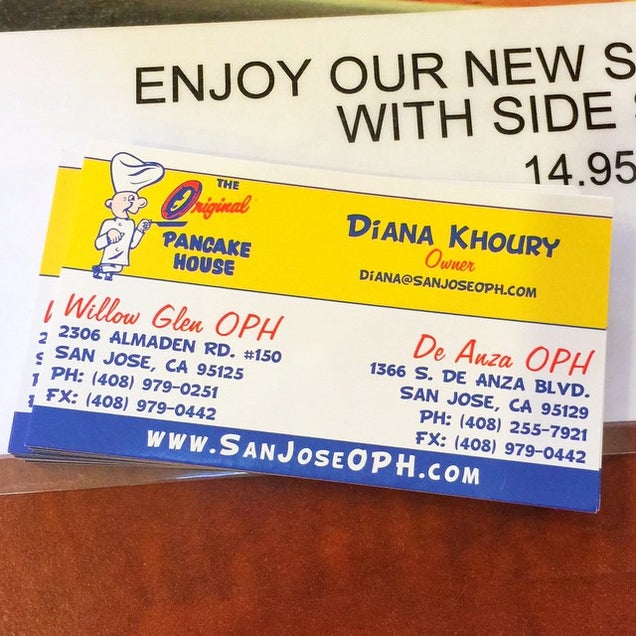 ENJOY OUR NEW
WITH SIDE
14.95
THE
Original
PANCAKE
HOUSE
DIANA KHOURY
Owner
DIANA@SANJOSEOPH.COM
Willow Glen OPH
2306 ALMADEN RD. #150
SAN JOSE, CA 95125
PH: (408) 979-0251
FX: (408) 979-0442
De Anza OPH
1366 S. DE ANZA BLVD.
SAN JOSE, CA 95129
PH: (408) 255-7921
FX: (408) 979-0442
WWW.SANJOSEOPH.COM